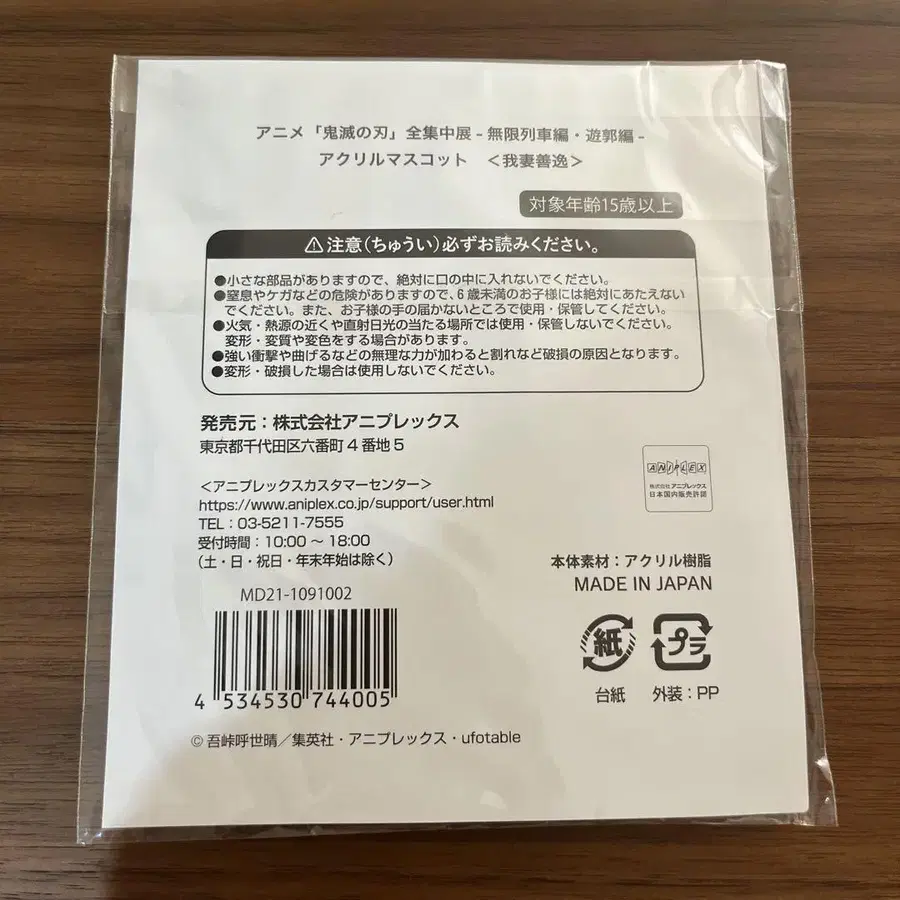 アニメ「鬼滅の刃」全集中展 - 無限列車編・遊郭編 -
アクリルマスコット <我妻善逸>
対象年齢15歳以上
⚠注意(ちゅうい)必ずお読みください。
●小さな部品がありますので、絶対に口の中に入れないでください。
●窒息やケガなどの危険がありますので、6歳未満のお子様には絶対にあたえない
でください。また、お子様の手の届かないところで使用・保管してください。
●火気・熱源の近くや直射日光の当たる場所では使用・保管しないでください。
変形・変質や変色をする場合があります。
●強い衝撃や曲げるなどの無理な力が加わると割れなど破損の原因となります。
●変形・破損した場合は使用しないでください。
発売元:株式会社アニプレックス
東京都千代田区六番町4番地5
<アニプレックスカスタマーセンター>
https://www.aniplex.co.jp/support/user.html
TEL:03-5211-7555
受付時間:10:00~18:00
(土・日・祝日・年末年始は除く)
ANIPLEX
株式会社アニプレックス
日本国内販売許諾
本体素材:アクリル樹脂
MADE IN JAPAN
MD21-1091002
4 534530 744005
紙
プラ
台紙
外装:PP
© 吾峠呼世晴/集英社・アニプレックス・ufotable